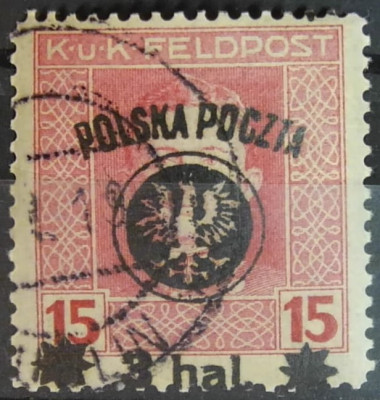 K.u.K. FELDPOST
POLSKA POCZTA
15 15
3 hal.